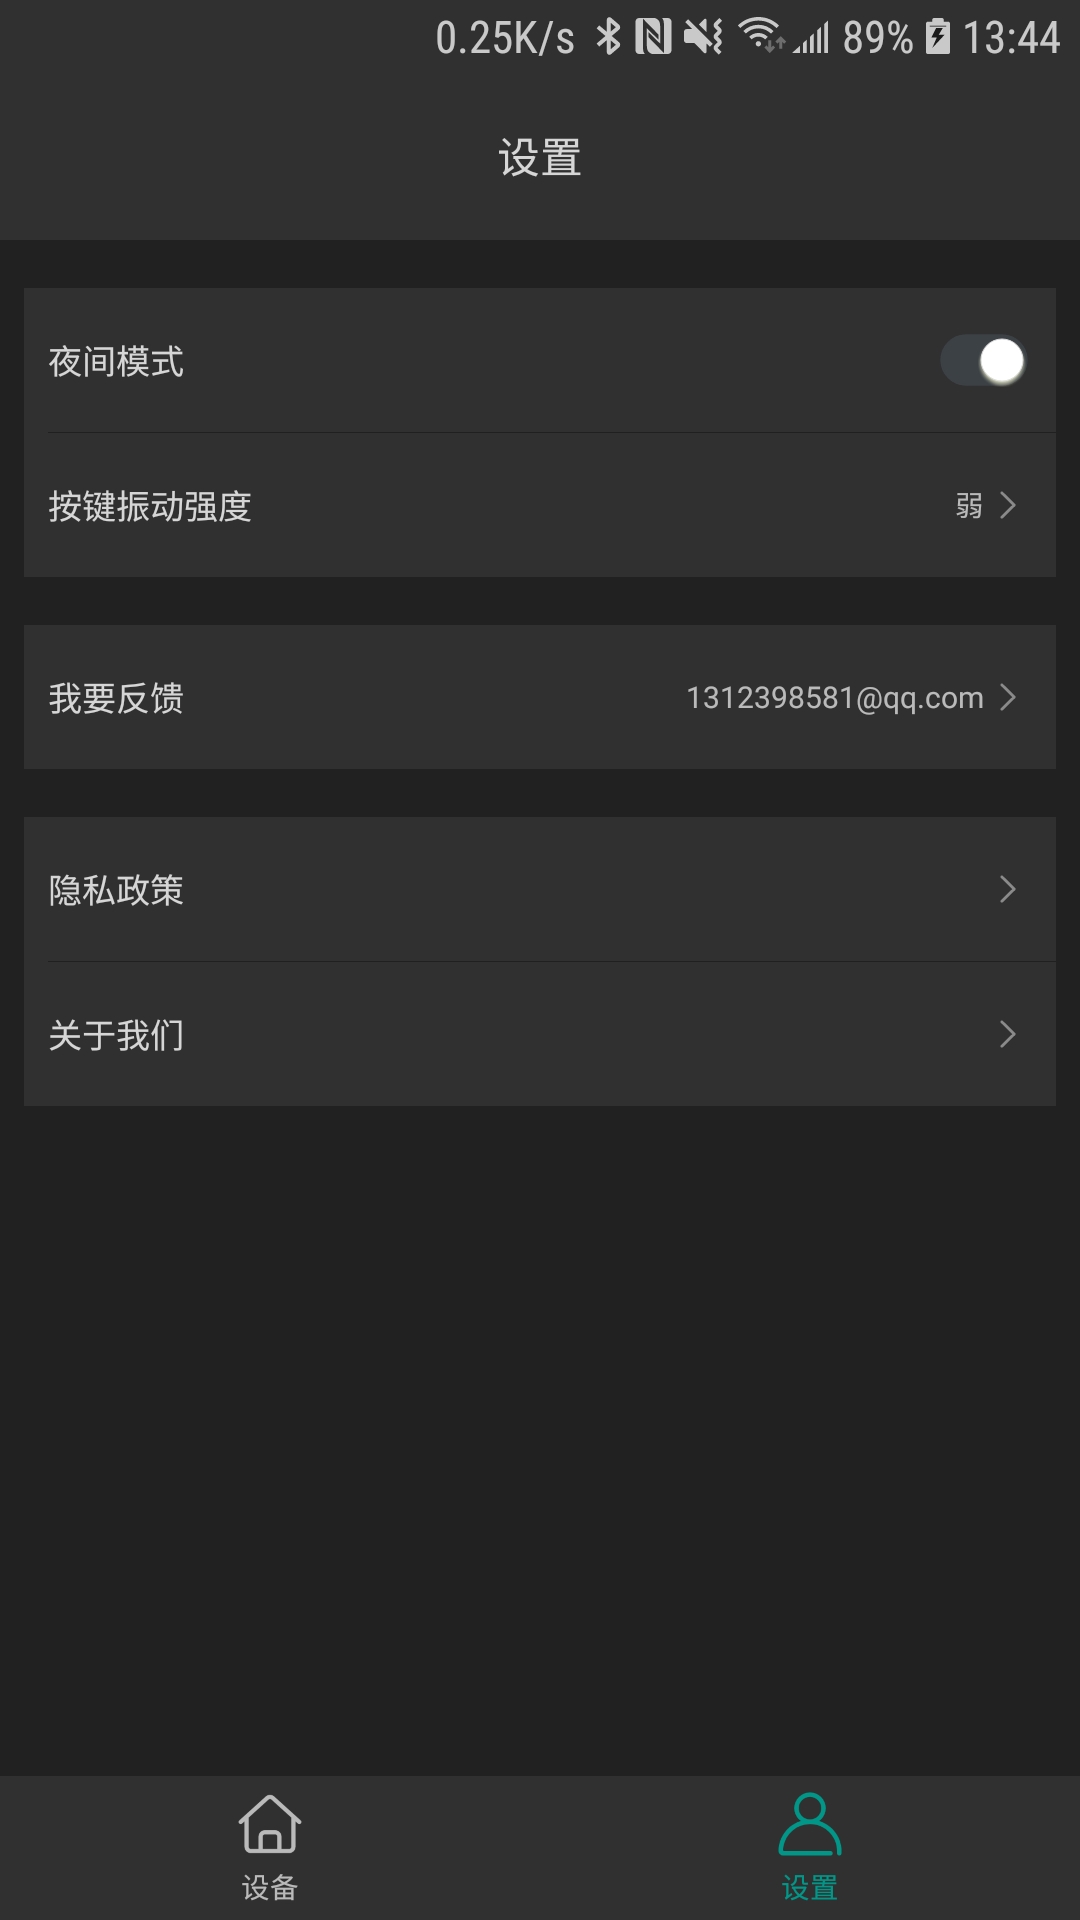 0.25K/s 89% 13:44
设置
夜间模式
按键振动强度 弱
我要反馈 1312398581@qq.com
隐私政策
关于我们
设备 设置